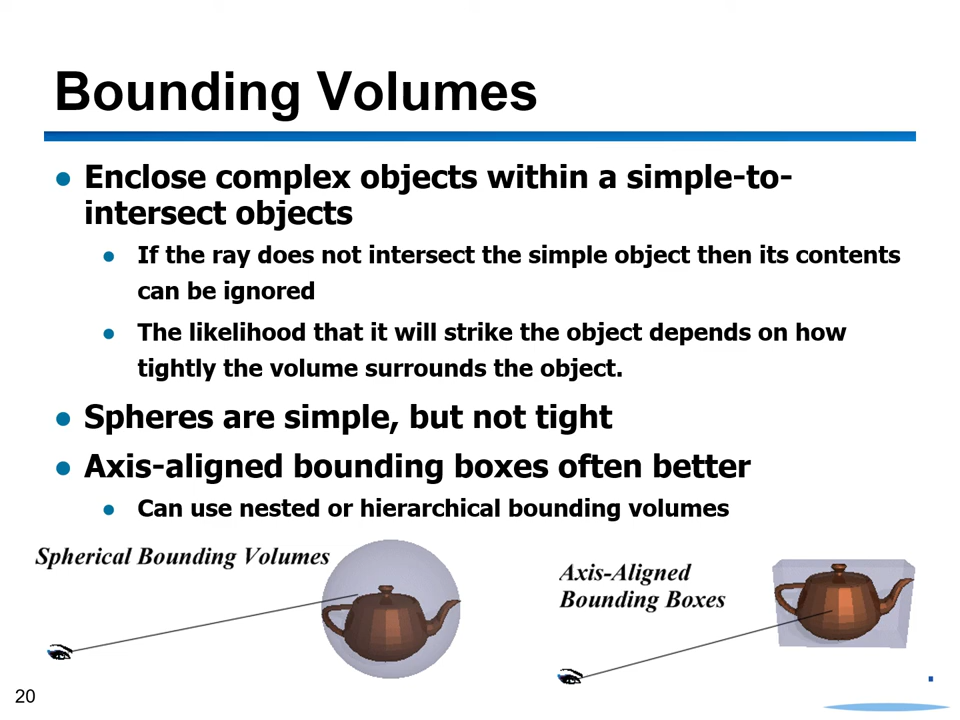 Bounding Volumes
Enclose complex objects within a simple-to-
intersect objects
If the ray does not intersect the simple object then its contents
can be ignored
The likelihood that it will strike the object depends on how
tightly the volume surrounds the object.
Spheres are simple, but not tight
Axis-aligned bounding boxes often better
Can use nested or hierarchical bounding volumes
Spherical Bounding Volumes
Axis-Aligned
Bounding Boxes
20